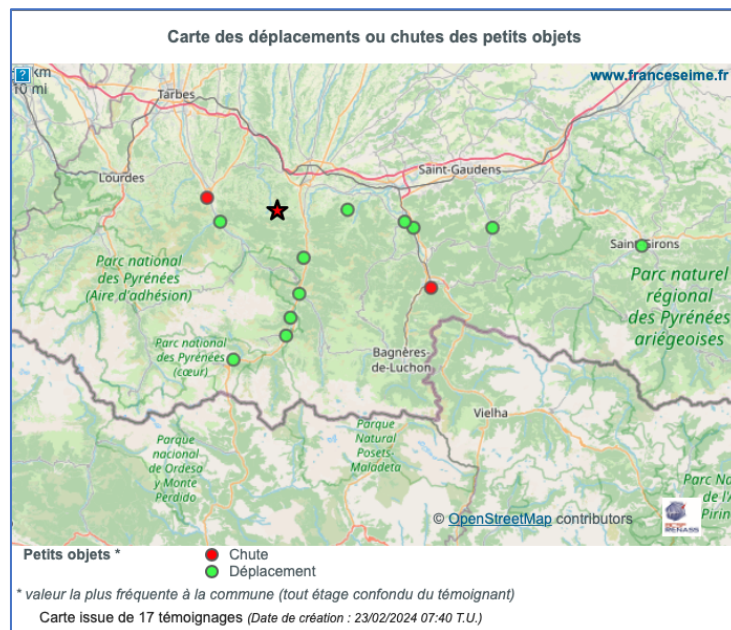 Carte des déplacements ou chutes des petits objets
www.franceseisme.fr
km
10 mi
?
Tarbes
Lourdes
Saint-Gaudens
Saint-Girons
Parc national
des Pyrénées
(Aire d'adhésion)
Parc naturel
régional
des Pyrénées
ariégeoises
Parc national
des Pyrénées
(cœur)
Bagnères-
de-Luchon
Vielha
Parque
nacional
de Ordesa
y Monte
Perdido
Parque
Natural
Posets-
Maladeta
Parc Na
de l'A
Pirin
© OpenStreetMap contributors
RENASS
Petits objets *
Chute
Déplacement
* valeur la plus fréquente à la commune (tout étage confondu du témoignant)
Carte issue de 17 témoignages (Date de création : 23/02/2024 07:40 T.U.)